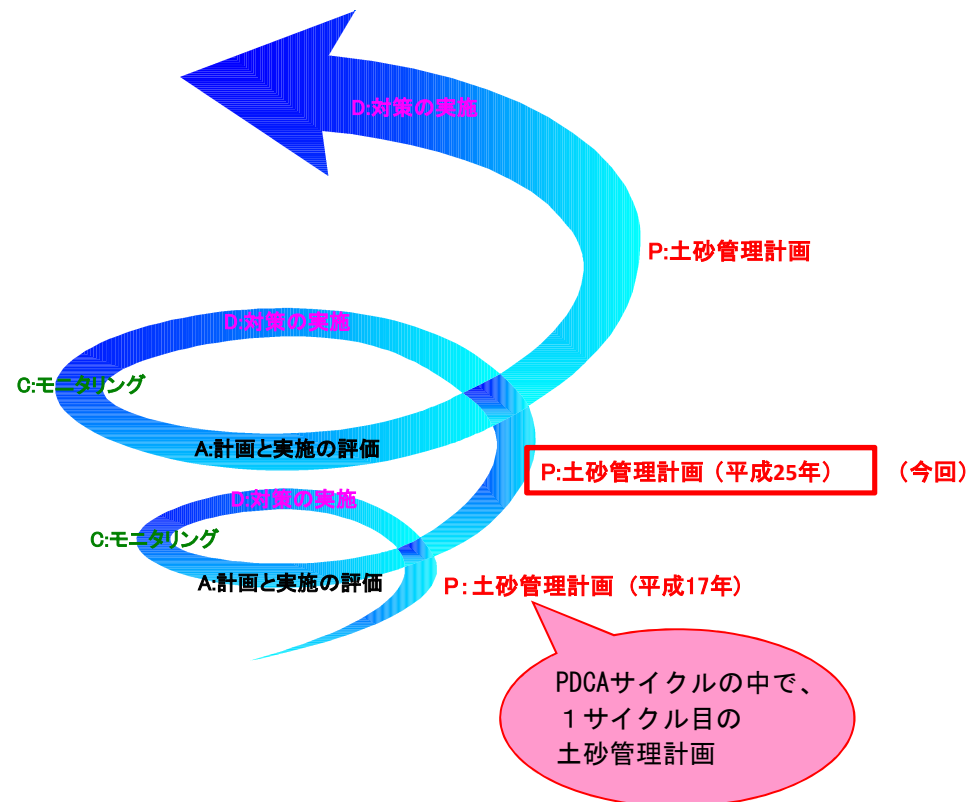 D:対策の実施
P:土砂管理計画
D:対策の実施
C:モニタリング
A:計画と実施の評価
P:土砂管理計画（平成25年） （今回）
D:対策の実施
C:モニタリング
A:計画と実施の評価
P：土砂管理計画（平成17年）
PDCAサイクルの中で、
１サイクル目の
土砂管理計画